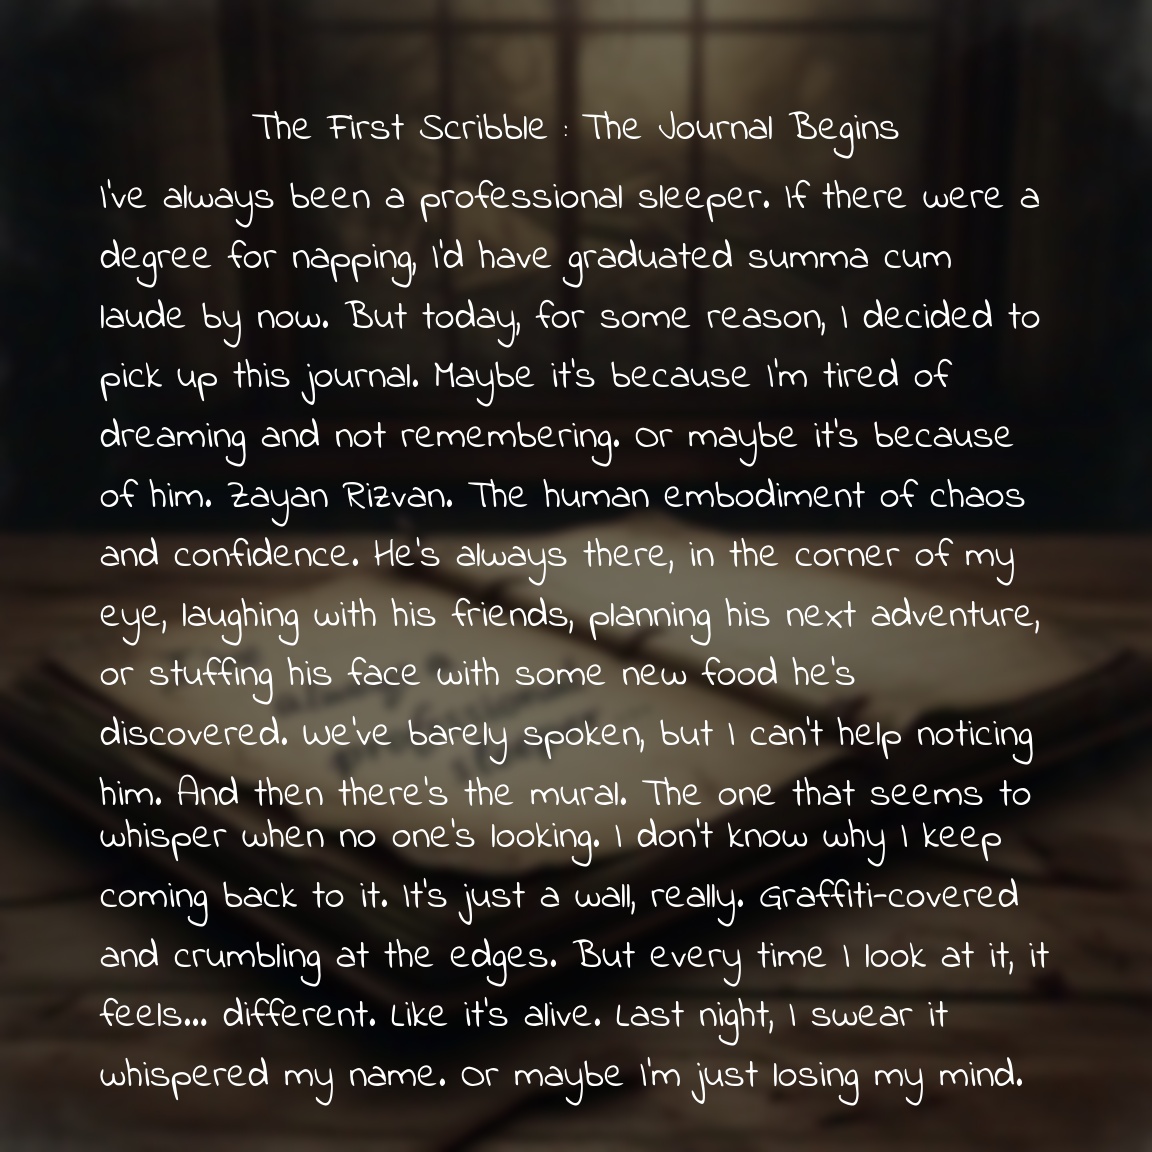 The First Scribble : The Journal Begins
I've always been a professional sleeper. If there were a
degree for napping, I'd have graduated summa cum
laude by now. But today, for some reason, I decided to
pick up this journal. Maybe it's because I'm tired of
dreaming and not remembering. Or maybe it's because
of him. Zayan Rizvan. The human embodiment of chaos
and confidence. He's always there, in the corner of my
eye, laughing with his friends, planning his next adventure,
or stuffing his face with some new food he's
discovered. We've barely spoken, but I can't help noticing
him. And then there's the mural. The one that seems to
whisper when no one's looking. I don't know why I keep
coming back to it. It's just a wall, really. Graffiti-covered
and crumbling at the edges. But every time I look at it, it
feels... different. Like it's alive. Last night, I swear it
whispered my name. Or maybe I'm just losing my mind.